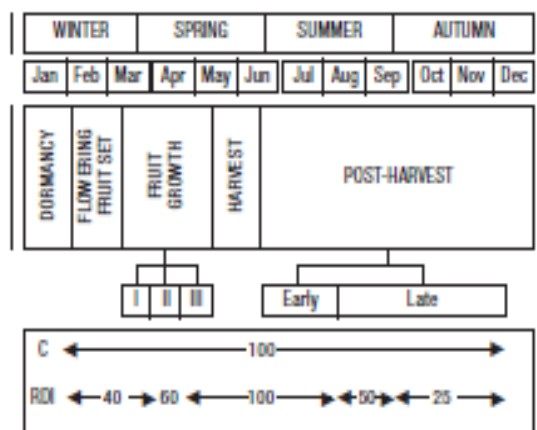 WINTER SPRING SUMMER AUTUMN
Jan Feb Mar Apr May Jun Jul Aug Sep Oct Nov Dec
DORMANCY
FLOWERING
FRUIT SET
FRUIT
GROWTH
HARVEST
POST-HARVEST
I II III Early Late
C 100
RDI 40 60 100 50 25